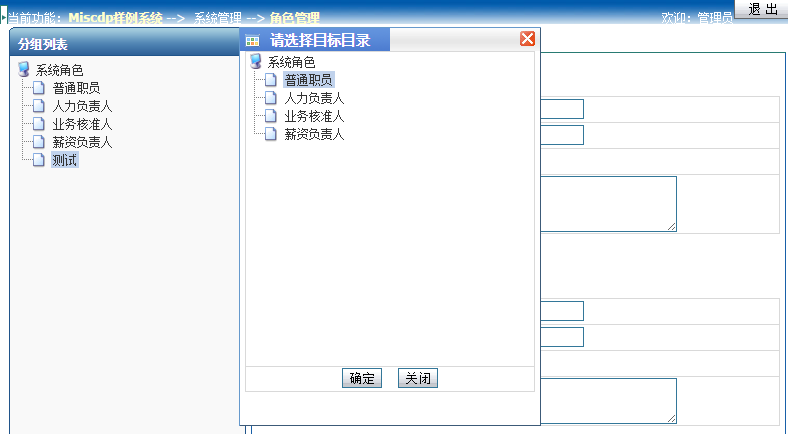 当前功能：Miscdp样例系统 --> 系统管理 --> 角色管理
欢迎：管理员
退 出
分组列表
系统角色
普通职员
人力负责人
业务核准人
薪资负责人
测试
请选择目标目录
系统角色
普通职员
人力负责人
业务核准人
薪资负责人
确定
关闭